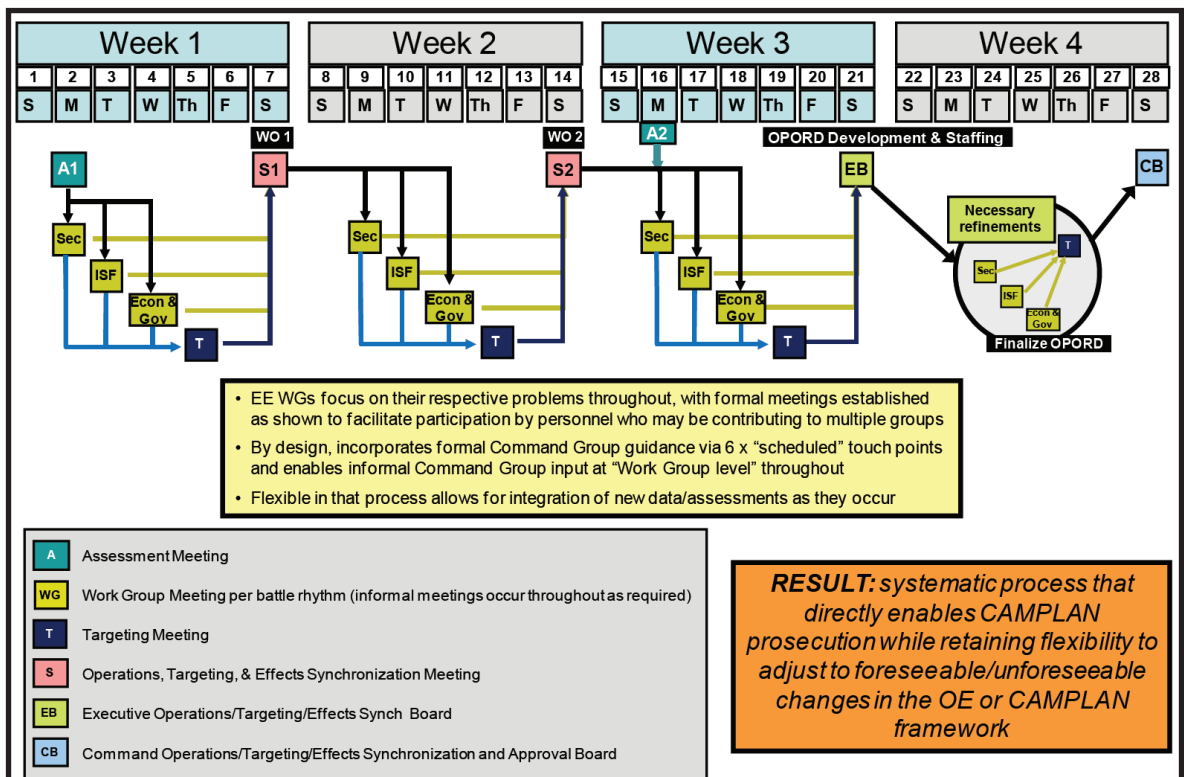 Week 1
Week 2
Week 3
Week 4
1 2 3 4 5 6 7
8 9 10 11 12 13 14
15 16 17 18 19 20 21
22 23 24 25 26 27 28
S M T W Th F S
S M T W Th F S
S M T W Th F S
S M T W Th F S
WO 1
WO 2
A2
OPORD Development & Staffing
A1
S1
S2
EB
CB
Sec
ISF
Econ &
Gov
T
Sec
ISF
Econ &
Gov
T
Sec
ISF
Econ &
Gov
T
Necessary
refinements
T
Sec
ISF
Econ &
Gov
Finalize OPORD
• EE WGs focus on their respective problems throughout, with formal meetings established
as shown to facilitate participation by personnel who may be contributing to multiple groups
• By design, incorporates formal Command Group guidance via 6 x “scheduled” touch points
and enables informal Command Group input at “Work Group level” throughout
• Flexible in that process allows for integration of new data/assessments as they occur
A Assessment Meeting
WG Work Group Meeting per battle rhythm (informal meetings occur throughout as required)
T Targeting Meeting
S Operations, Targeting, & Effects Synchronization Meeting
EB Executive Operations/Targeting/Effects Synch Board
CB Command Operations/Targeting/Effects Synchronization and Approval Board
RESULT: systematic process that
directly enables CAMPLAN
prosecution while retaining flexibility to
adjust to foreseeable/unforeseeable
changes in the OE or CAMPLAN
framework